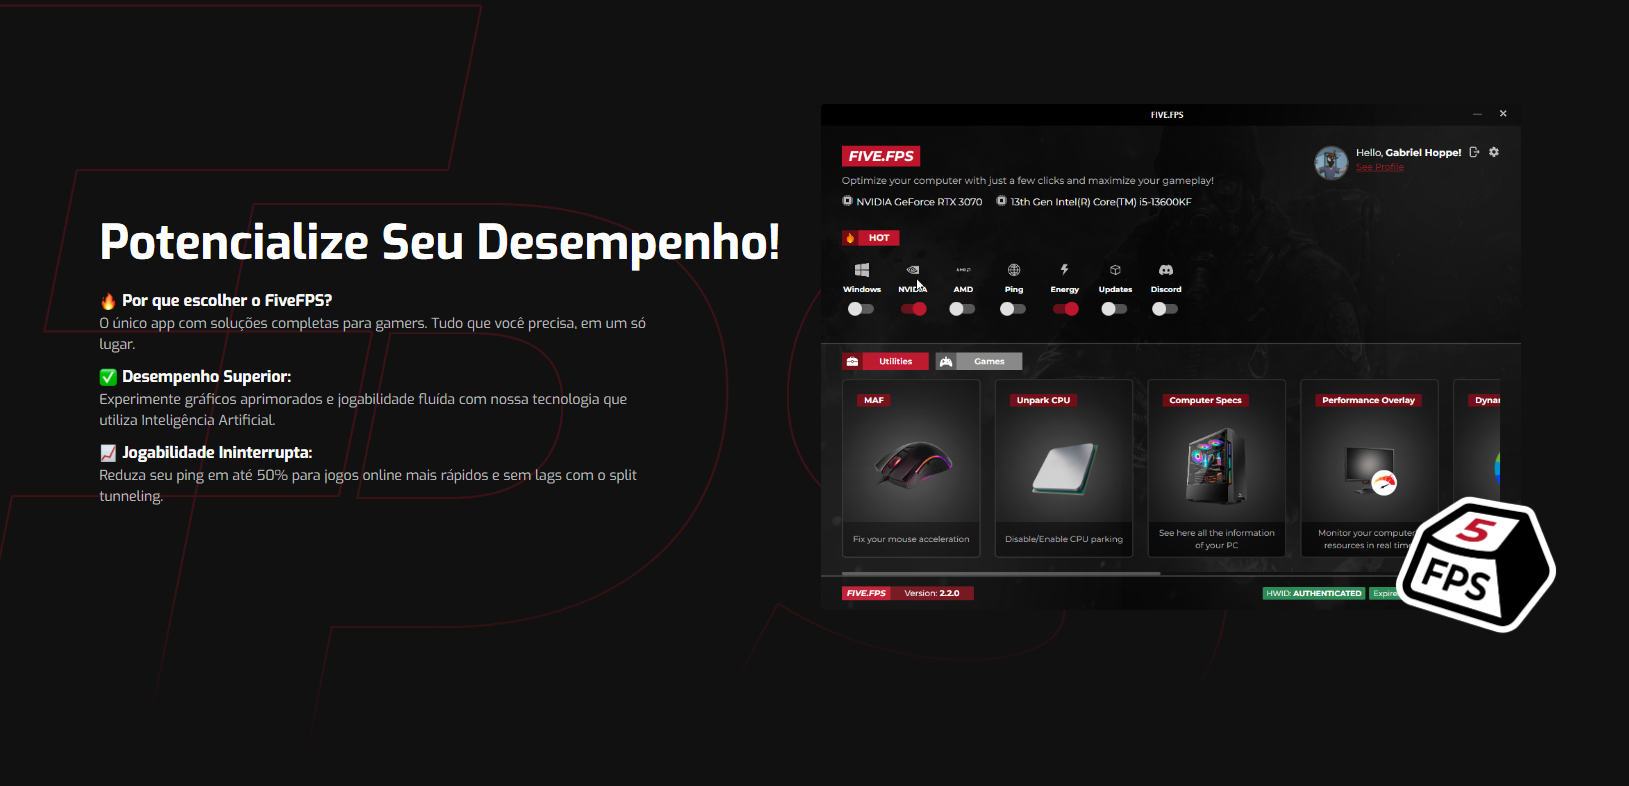 Potencialize Seu Desempenho!
🔥 Por que escolher o FiveFPS?
O único app com soluções completas para gamers. Tudo que você precisa, em um só
lugar.
✅ Desempenho Superior:
Experimente gráficos aprimorados e jogabilidade fluída com nossa tecnologia que
utiliza Inteligência Artificial.
📈 Jogabilidade Ininterrupta:
Reduza seu ping em até 50% para jogos online mais rápidos e sem lags com o split
tunneling.
FIVE.FPS
FIVE.FPS
Hello, Gabriel Hoppe!
See Profile
Optimize your computer with just a few clicks and maximize your gameplay!
NVIDIA GeForce RTX 3070 13th Gen Intel(R) Core(TM) i5-13600KF
HOT
AMD
Windows NVIDIA AMD Ping Energy Updates Discord
Utilities Games
MAF Unpark CPU Computer Specs Performance Overlay
Fix your mouse acceleration
Disable/Enable CPU parking
See here all the information
of your PC
Monitor your computer
resources in real
FIVE.FPS Version: 2.2.0
HWID: AUTHENTICATED
5
FPS